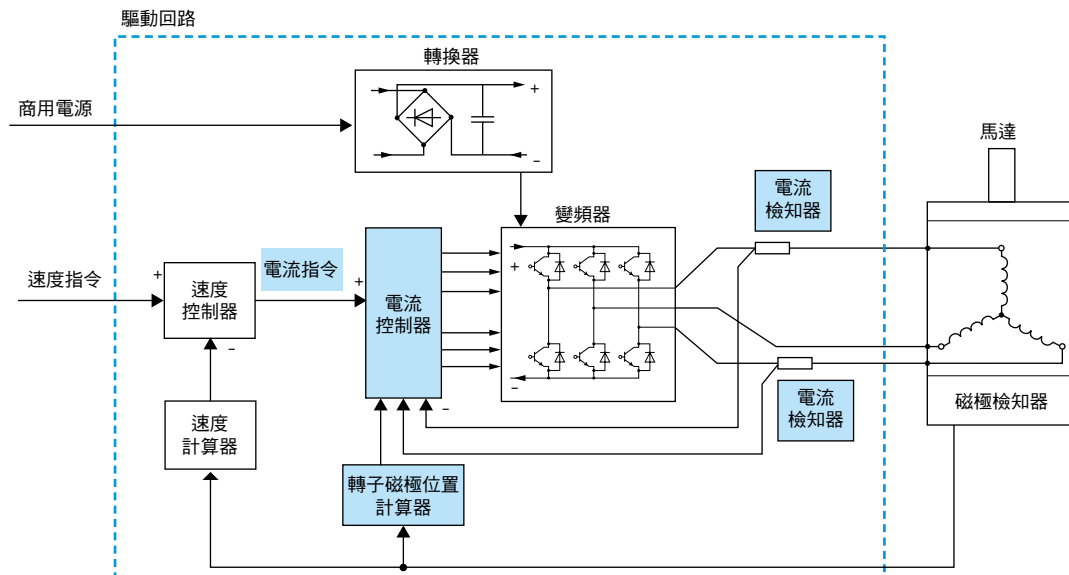 驅動回路
轉換器
商用電源
+
−
馬達
電流
檢知器
變頻器
速度指令
+
速度
控制器
電流指令
+
電流
控制器
+
−
−
−
電流
檢知器
磁極檢知器
速度
計算器
轉子磁極位置
計算器